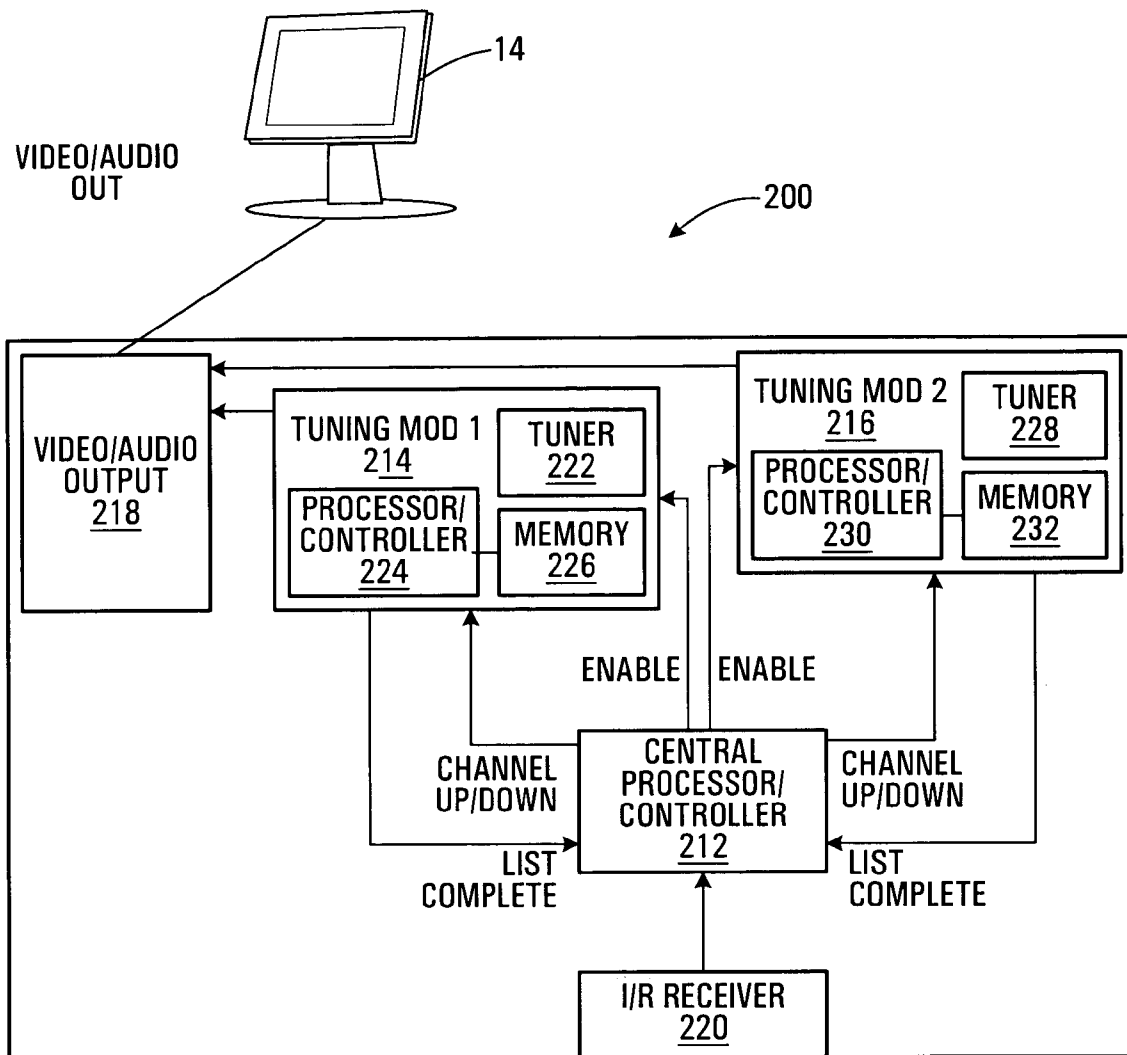 14
VIDEO/AUDIO
OUT
200
VIDEO/AUDIO
OUTPUT
218
TUNING MOD 1
214
TUNER
222
PROCESSOR/
CONTROLLER
224
MEMORY
226
TUNING MOD 2
216
TUNER
228
PROCESSOR/
CONTROLLER
230
MEMORY
232
ENABLE
ENABLE
CHANNEL
UP/DOWN
LIST
COMPLETE
CENTRAL
PROCESSOR/
CONTROLLER
212
CHANNEL
UP/DOWN
LIST
COMPLETE
I/R RECEIVER
220